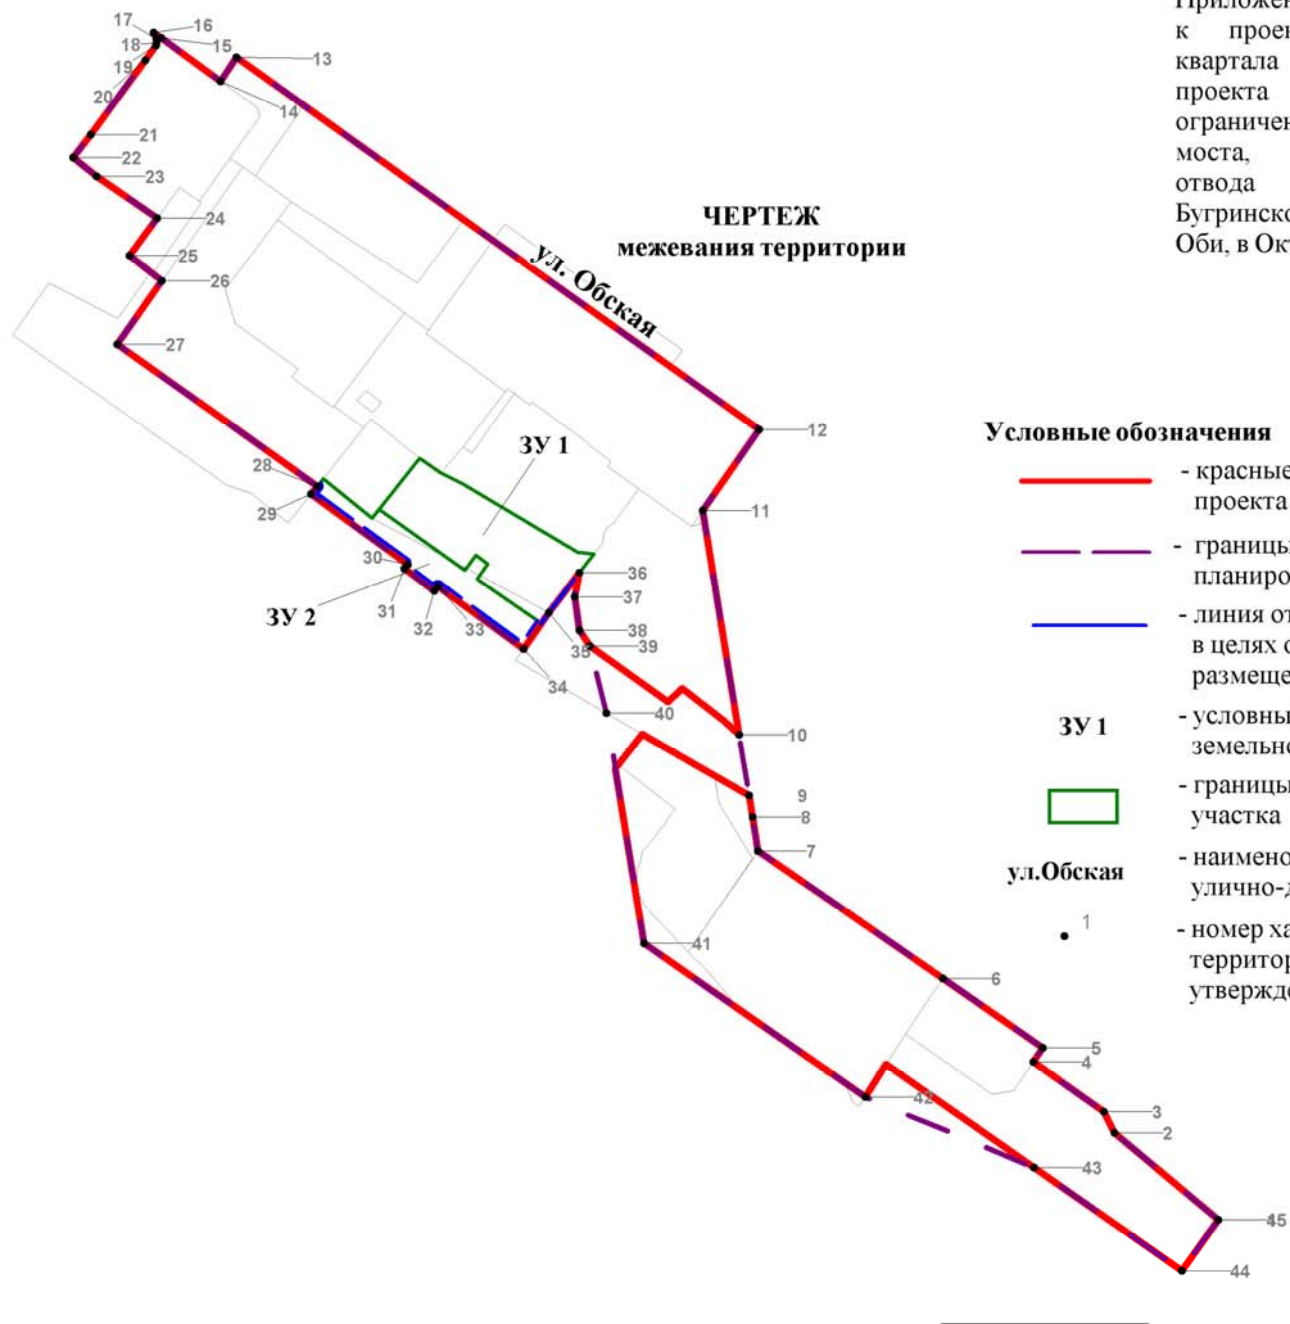 Приложен
к проек
квартала
проекта
ограничен
моста,
отвода
Бугринско
Оби, в Окт
ЧЕРТЕЖ
межевания территории
17
16
18
15
13
19
14
20
21
22
23
24
25
26
27
ул. Обская
12
11
ЗУ 1
28
29
30
31
ЗУ 2
32
33
34
35
36
37
38
39
40
10
9
8
7
41
6
5
4
42
3
2
43
45
44
Условные обозначения
- красные
проекта
- границы
планиро
- линия от
в целях о
размеще
ЗУ 1
- условны
земельно
- границы
участка
ул.Обская
- наимено
улично-д
1
- номер ха
территор
утвержде